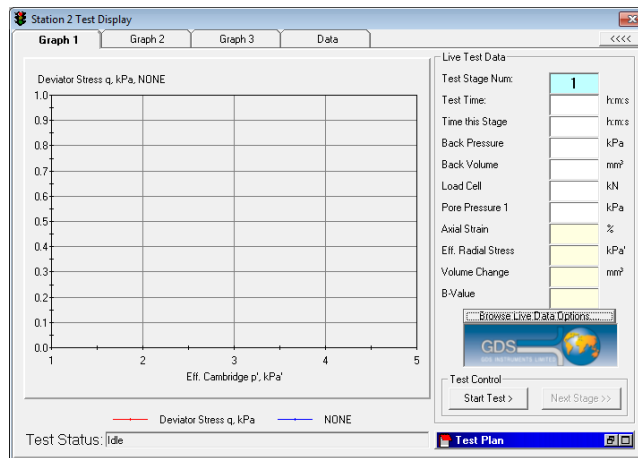 Station 2 Test Display
Graph 1 Graph 2 Graph 3 Data <<<<
Deviator Stress q, kPa, NONE
1.0
0.9
0.8
0.7
0.6
0.5
0.4
0.3
0.2
0.1
0.0
1 2 3 4 5
Eff. Cambridge p', kPa'
Deviator Stress q, kPa NONE
Test Status: Idle
Live Test Data
Test Stage Num: 1
Test Time: h:m:s
Time this Stage h:m:s
Back Pressure kPa
Back Volume mm³
Load Cell kN
Pore Pressure 1 kPa
Axial Strain %
Eff. Radial Stress kPa'
Volume Change mm³
B-Value
Browse Live Data Options....
GDS
GDS INSTRUMENTS LIMITED
Test Control
Start Test > Next Stage >>
Test Plan